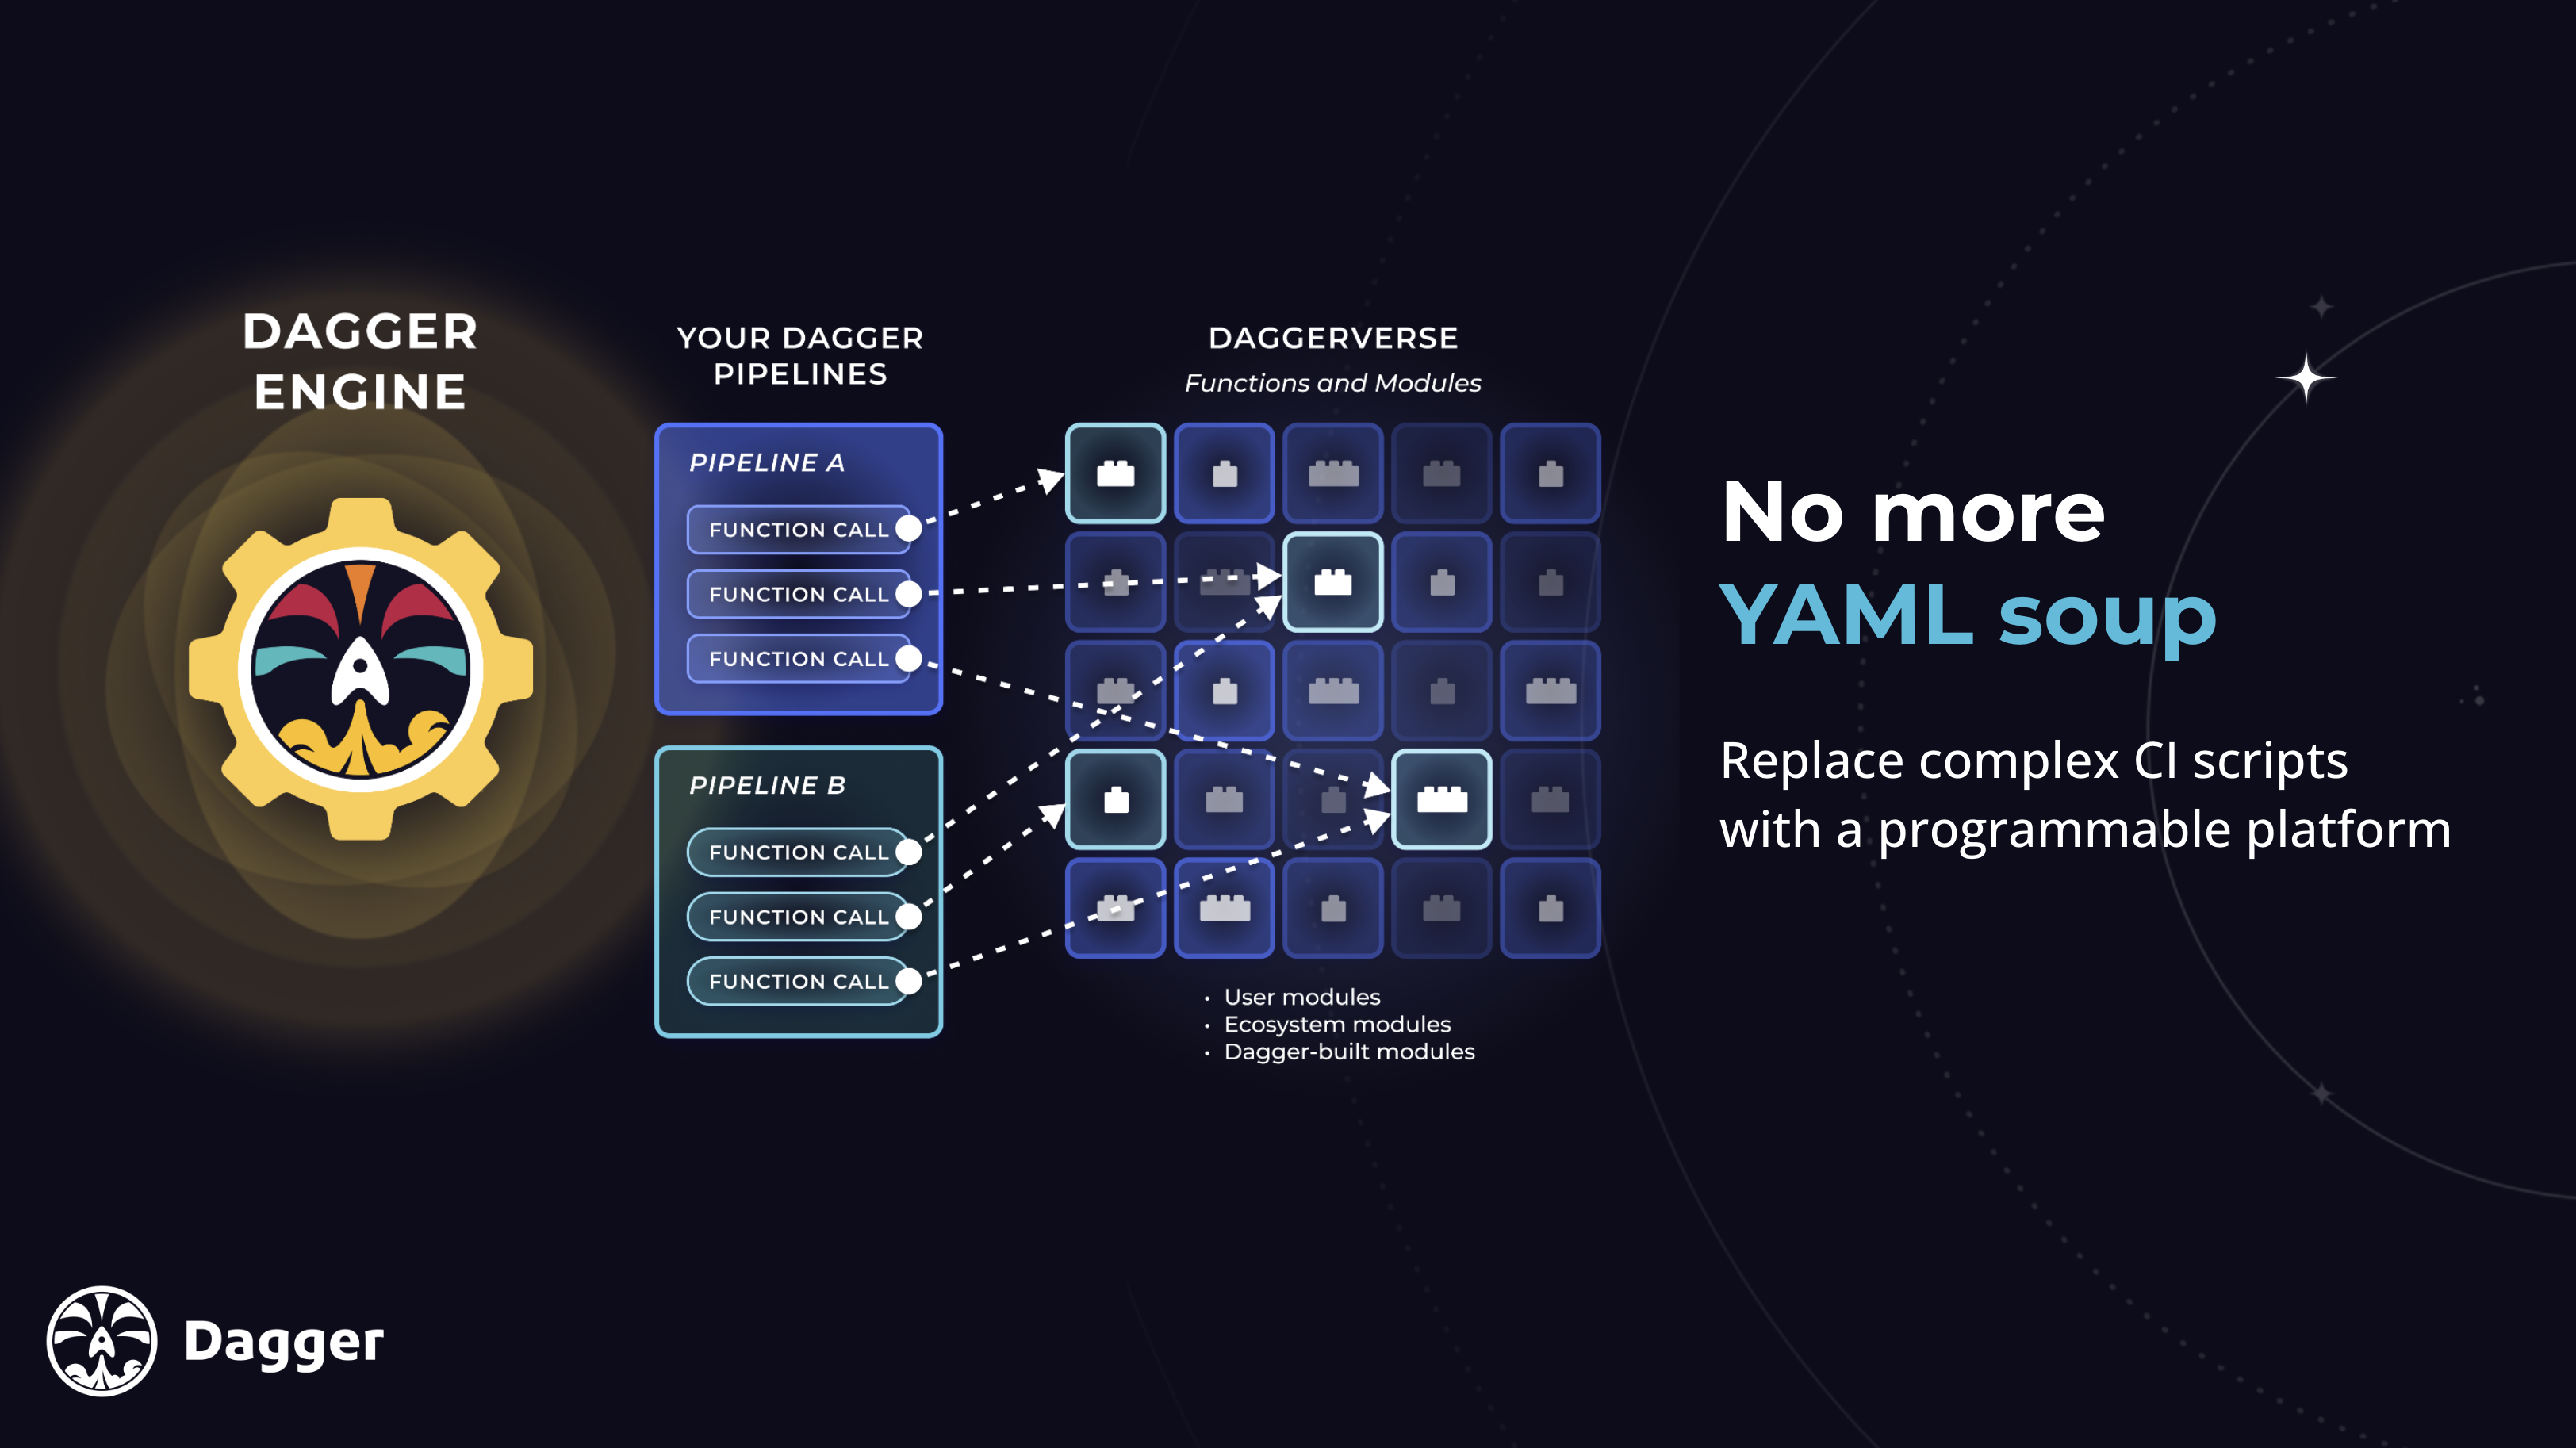 DAGGER
ENGINE
YOUR DAGGER
PIPELINES
PIPELINE A
FUNCTION CALL
FUNCTION CALL
FUNCTION CALL
PIPELINE B
FUNCTION CALL
FUNCTION CALL
FUNCTION CALL
DAGGERVERSE
Functions and Modules
• User modules
• Ecosystem modules
• Dagger-built modules
No more
YAML soup
Replace complex CI scripts
with a programmable platform
Dagger